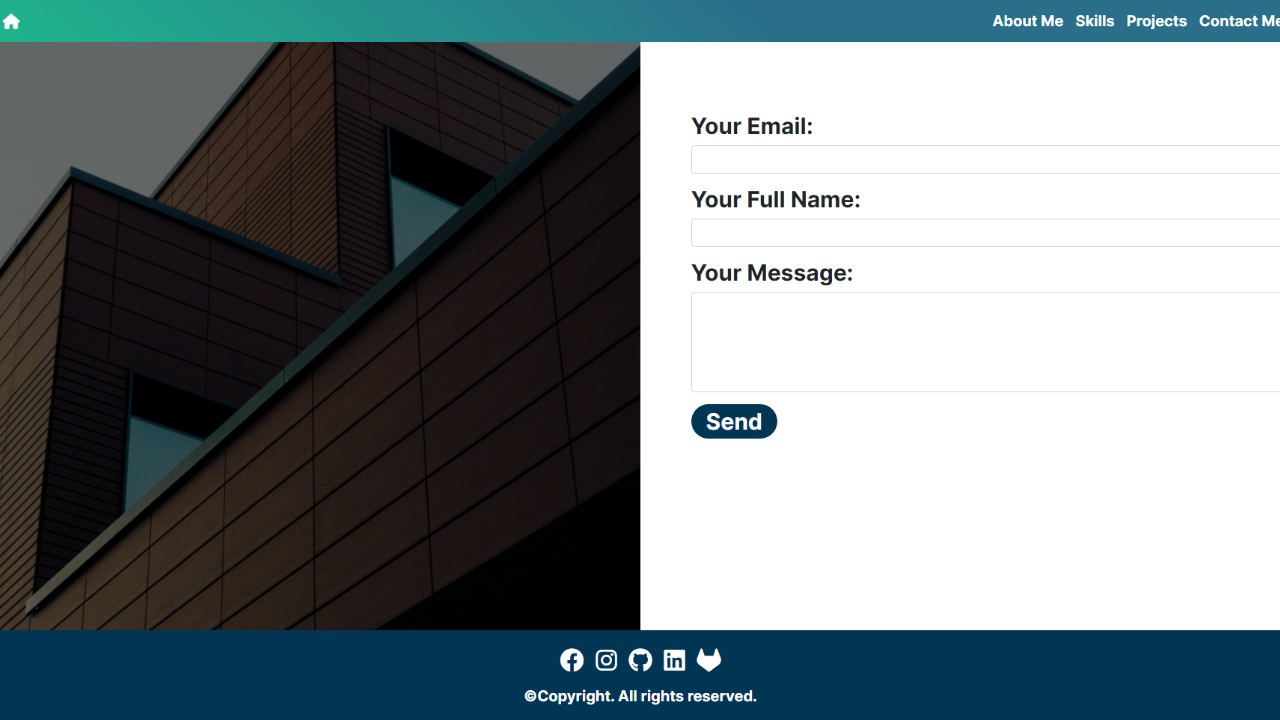 About Me Skills Projects Contact Me
Your Email:
Your Full Name:
Your Message:
Send
©Copyright. All rights reserved.